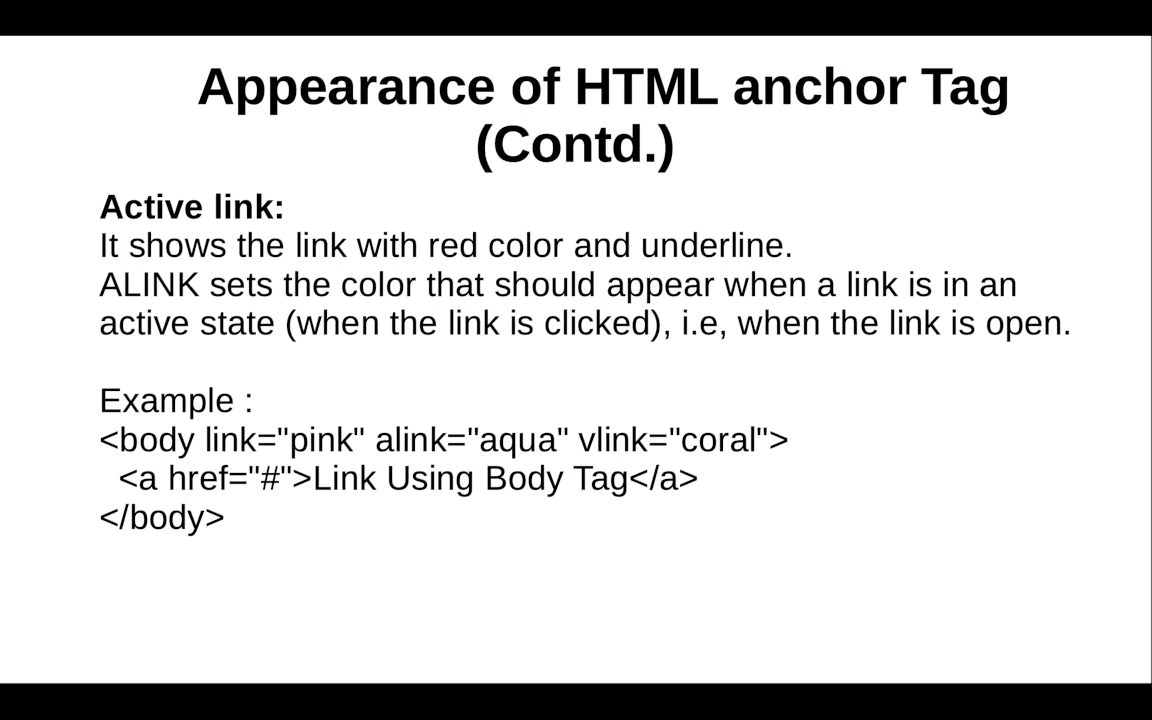 Appearance of HTML anchor Tag
(Contd.)
Active link:
It shows the link with red color and underline.
ALINK sets the color that should appear when a link is in an
active state (when the link is clicked), i.e, when the link is open.
Example :
<body link="pink" alink="aqua" vlink="coral">
<a href="#">Link Using Body Tag</a>
</body>